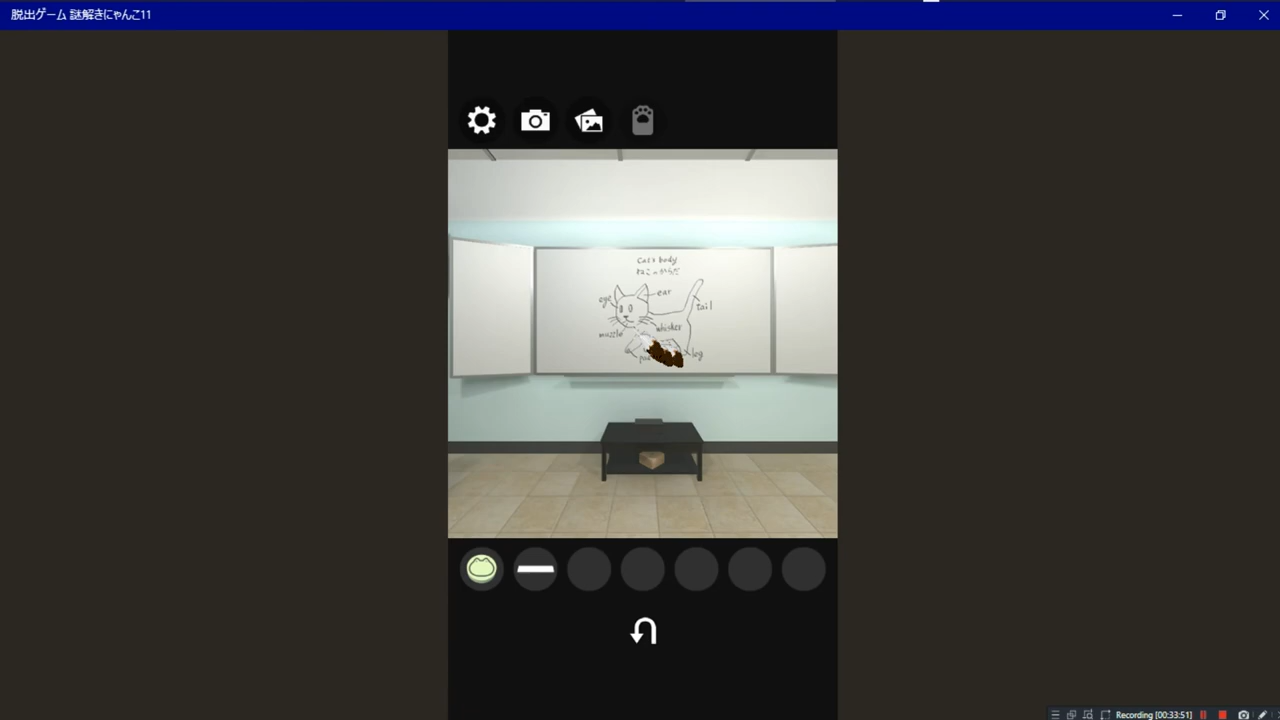 脱出ゲーム 謎解きにゃんこ11
Cat's body
ねこのからだ
eye
ear
tail
muzzle
whisker
leg
Recording [00:33:51]